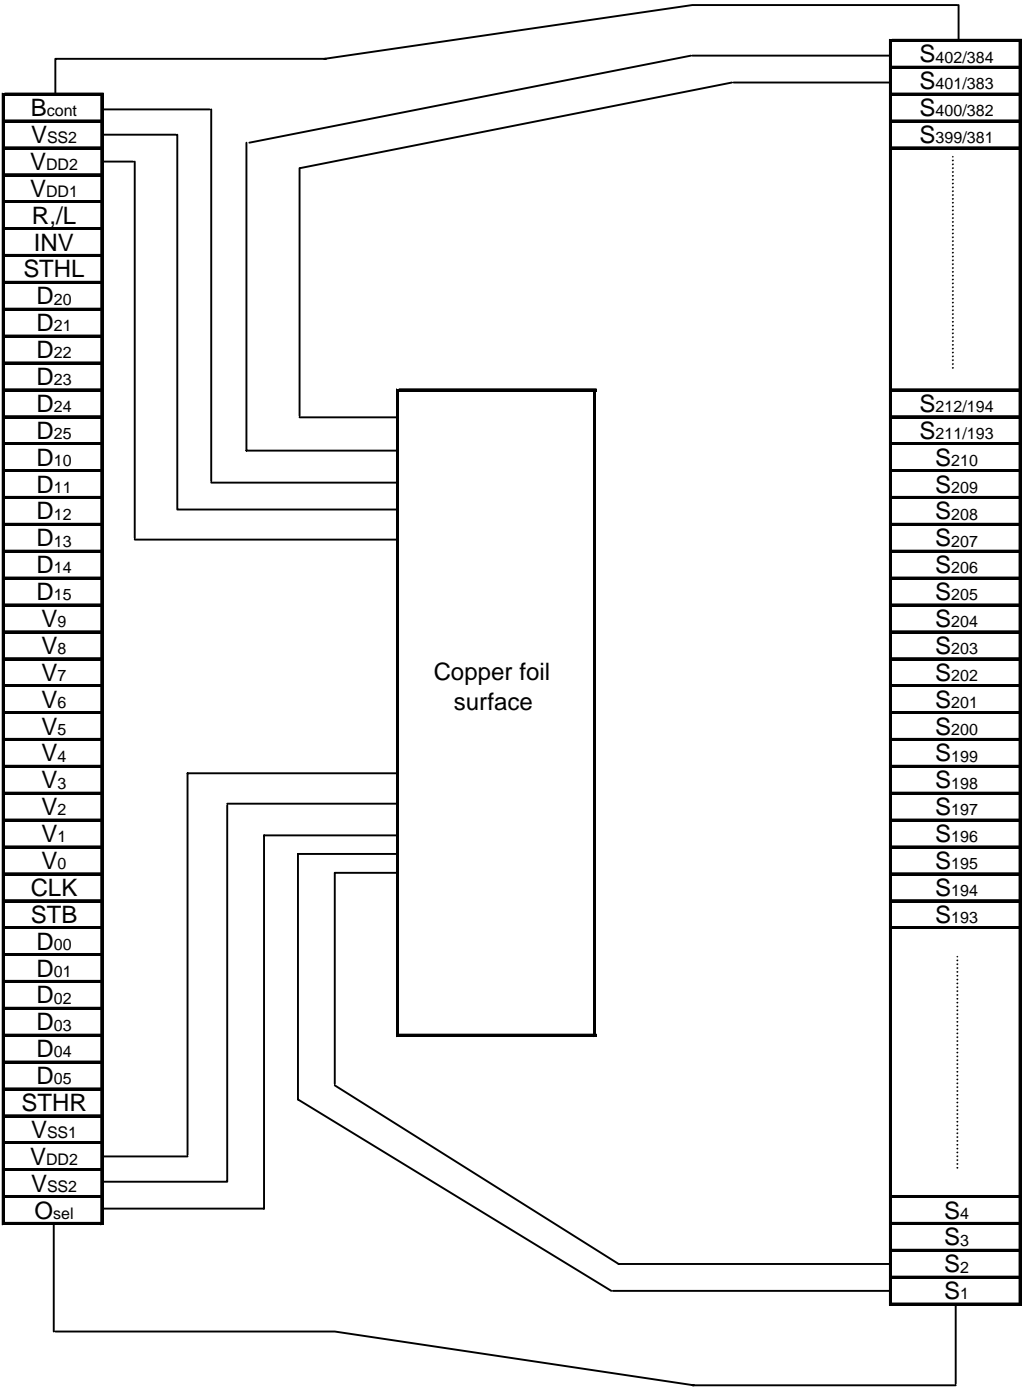 Bcont
VSS2
VDD2
VDD1
R,/L
INV
STHL
D20
D21
D22
D23
D24
D25
D10
D11
D12
D13
D14
D15
V9
V8
V7
V6
V5
V4
V3
V2
V1
V0
CLK
STB
D00
D01
D02
D03
D04
D05
STHR
VSS1
VDD2
VSS2
Osel
Copper foil
surface
S402/384
S401/383
S400/382
S399/381
S212/194
S211/193
S210
S209
S208
S207
S206
S205
S204
S203
S202
S201
S200
S199
S198
S197
S196
S195
S194
S193
S4
S3
S2
S1